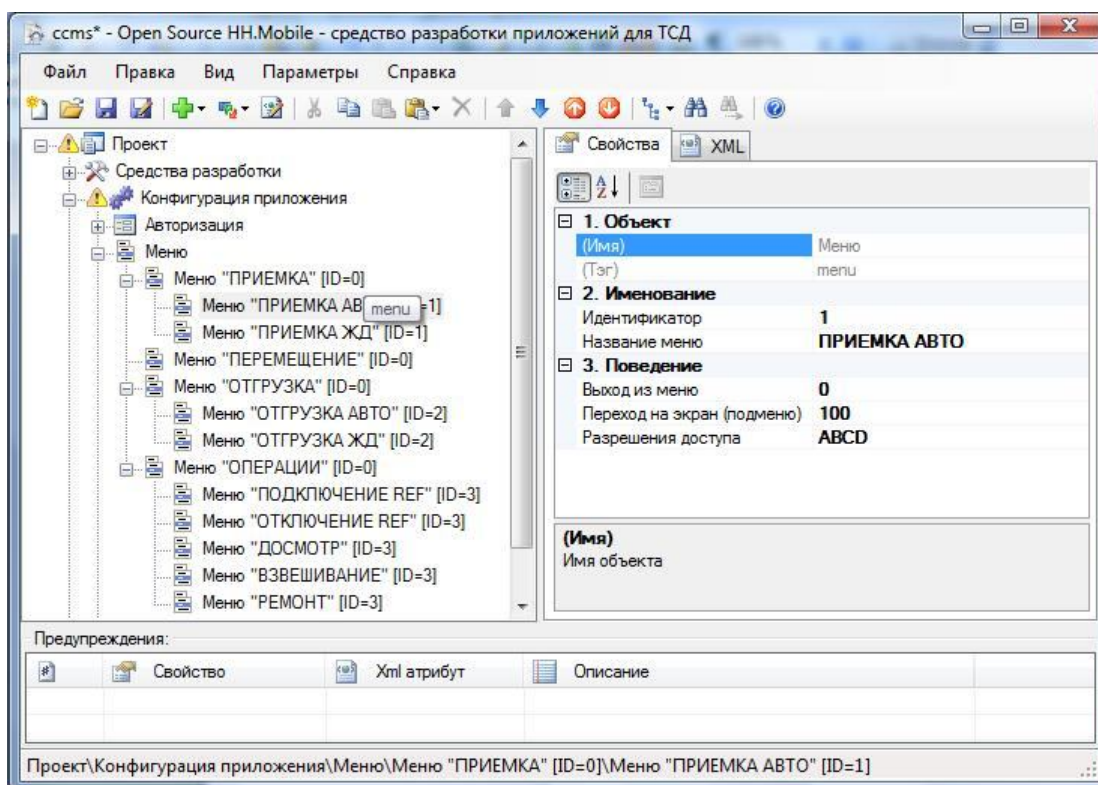 ccms* - Open Source HH.Mobile - средство разработки приложений для ТСД
Файл Правка Вид Параметры Справка
Проект
Средства разработки
Конфигурация приложения
Авторизация
Меню
Меню "ПРИЕМКА" [ID=0]
Меню "ПРИЕМКА АВ menu =1]
Меню "ПРИЕМКА ЖД" [ID=1]
Меню "ПЕРЕМЕЩЕНИЕ" [ID=0]
Меню "ОТГРУЗКА" [ID=0]
Меню "ОТГРУЗКА АВТО" [ID=2]
Меню "ОТГРУЗКА ЖД" [ID=2]
Меню "ОПЕРАЦИИ" [ID=0]
Меню "ПОДКЛЮЧЕНИЕ REF" [ID=3]
Меню "ОТКЛЮЧЕНИЕ REF" [ID=3]
Меню "ДОСМОТР" [ID=3]
Меню "ВЗВЕШИВАНИЕ" [ID=3]
Меню "РЕМОНТ" [ID=3]
Свойства XML
1. Объект
(Имя) Меню
(Тэг) menu
2. Именование
Идентификатор 1
Название меню ПРИЕМКА АВТО
3. Поведение
Выход из меню 0
Переход на экран (подменю) 100
Разрешения доступа ABCD
(Имя)
Имя объекта
Предупреждения:
# Свойство Xml атрибут Описание
Проект\Конфигурация приложения\Меню\Меню "ПРИЕМКА" [ID=0]\Меню "ПРИЕМКА АВТО" [ID=1]